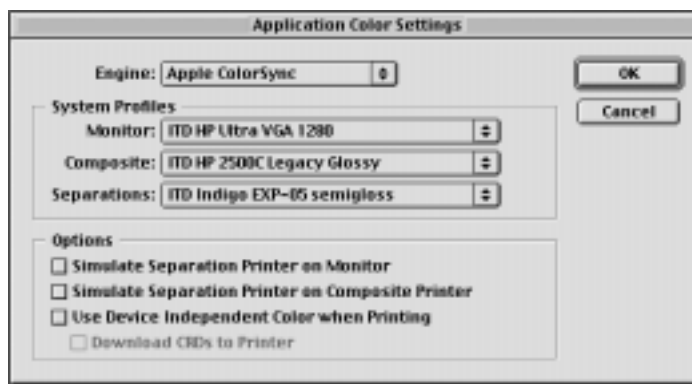 Application Color Settings
Engine: Apple ColorSync
OK
System Profiles
Cancel
Monitor: ITD HP Ultra VGA 1280
Composite: ITD HP 2500C Legacy Glossy
Separations: ITD Indigo EXP-05 semigloss
Options
Simulate Separation Printer on Monitor
Simulate Separation Printer on Composite Printer
Use Device Independent Color when Printing
Download CRDs to Printer